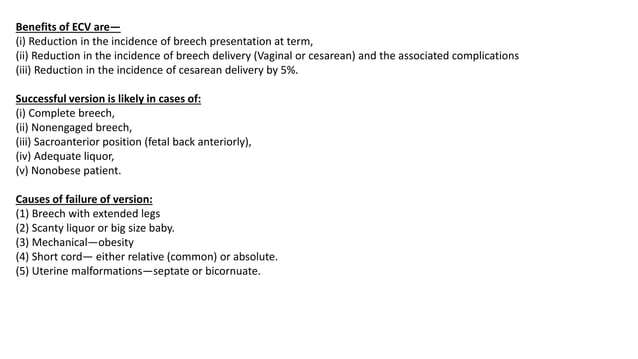 Benefits of ECV are—
(i) Reduction in the incidence of breech presentation at term,
(ii) Reduction in the incidence of breech delivery (Vaginal or cesarean) and the associated complications
(iii) Reduction in the incidence of cesarean delivery by 5%.
Successful version is likely in cases of:
(i) Complete breech,
(ii) Nonengaged breech,
(iii) Sacroanterior position (fetal back anteriorly),
(iv) Adequate liquor,
(v) Nonobese patient.
Causes of failure of version:
(1) Breech with extended legs
(2) Scanty liquor or big size baby.
(3) Mechanical—obesity
(4) Short cord— either relative (common) or absolute.
(5) Uterine malformations—septate or bicornuate.